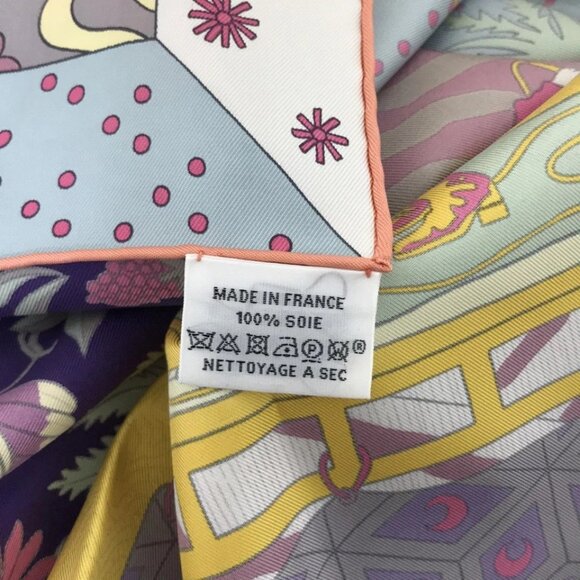 MADE IN FRANCE
100% SOIE
®
NETTOYAGE A SEC